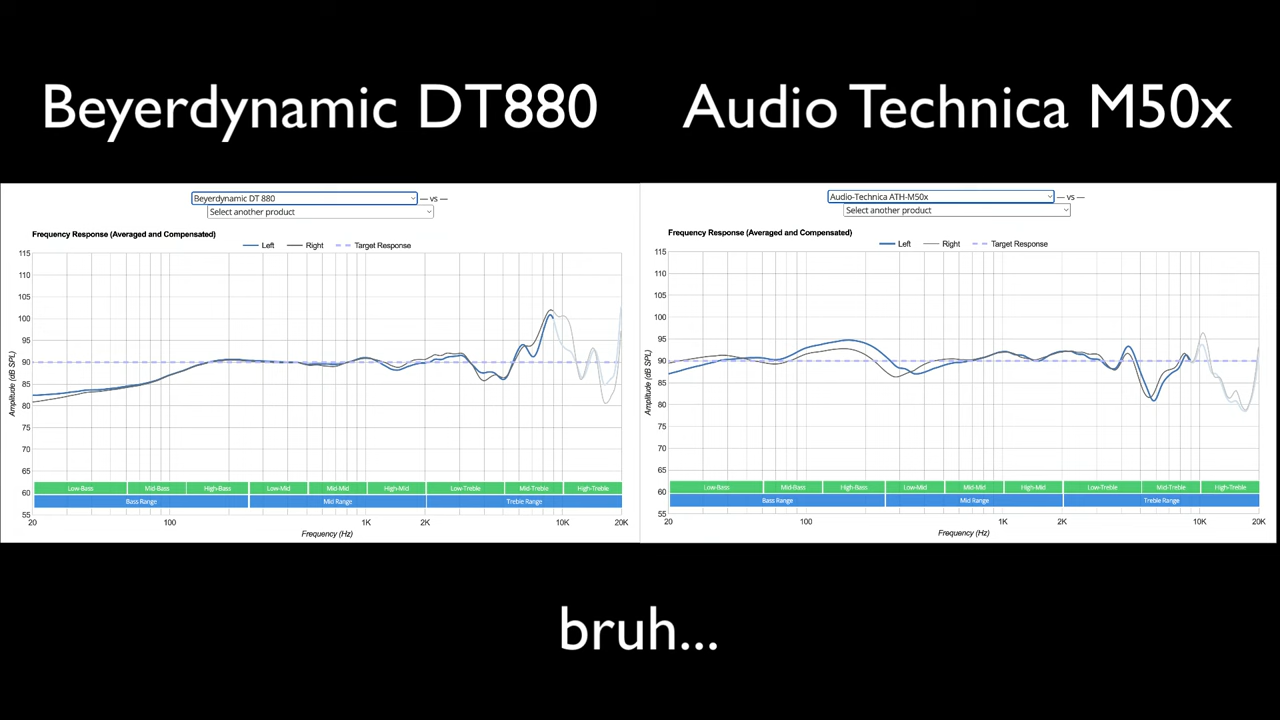 Beyerdynamic DT880
Audio Technica M50x
Beyerdynamic DT 880
— vs —
Select another product
Frequency Response (Averaged and Compensated)
Left
Right
Target Response
115
110
105
100
95
90
85
80
75
70
65
60
55
Amplitude (dB SPL)
Low-Bass
Mid-Bass
High-Bass
Low-Mid
Mid-Mid
High-Mid
Low-Treble
Mid-Treble
High-Treble
Bass Range
Mid Range
Treble Range
20
100
1K
2K
10K
20K
Frequency (Hz)
Audio-Technica ATH-M50x
— vs —
Select another product
Frequency Response (Averaged and Compensated)
Left
Right
Target Response
115
110
105
100
95
90
85
80
75
70
65
60
55
Amplitude (dB SPL)
Low-Bass
Mid-Bass
High-Bass
Low-Mid
Mid-Mid
High-Mid
Low-Treble
Mid-Treble
High-Treble
Bass Range
Mid Range
Treble Range
20
100
1K
2K
10K
20K
Frequency (Hz)
bruh...